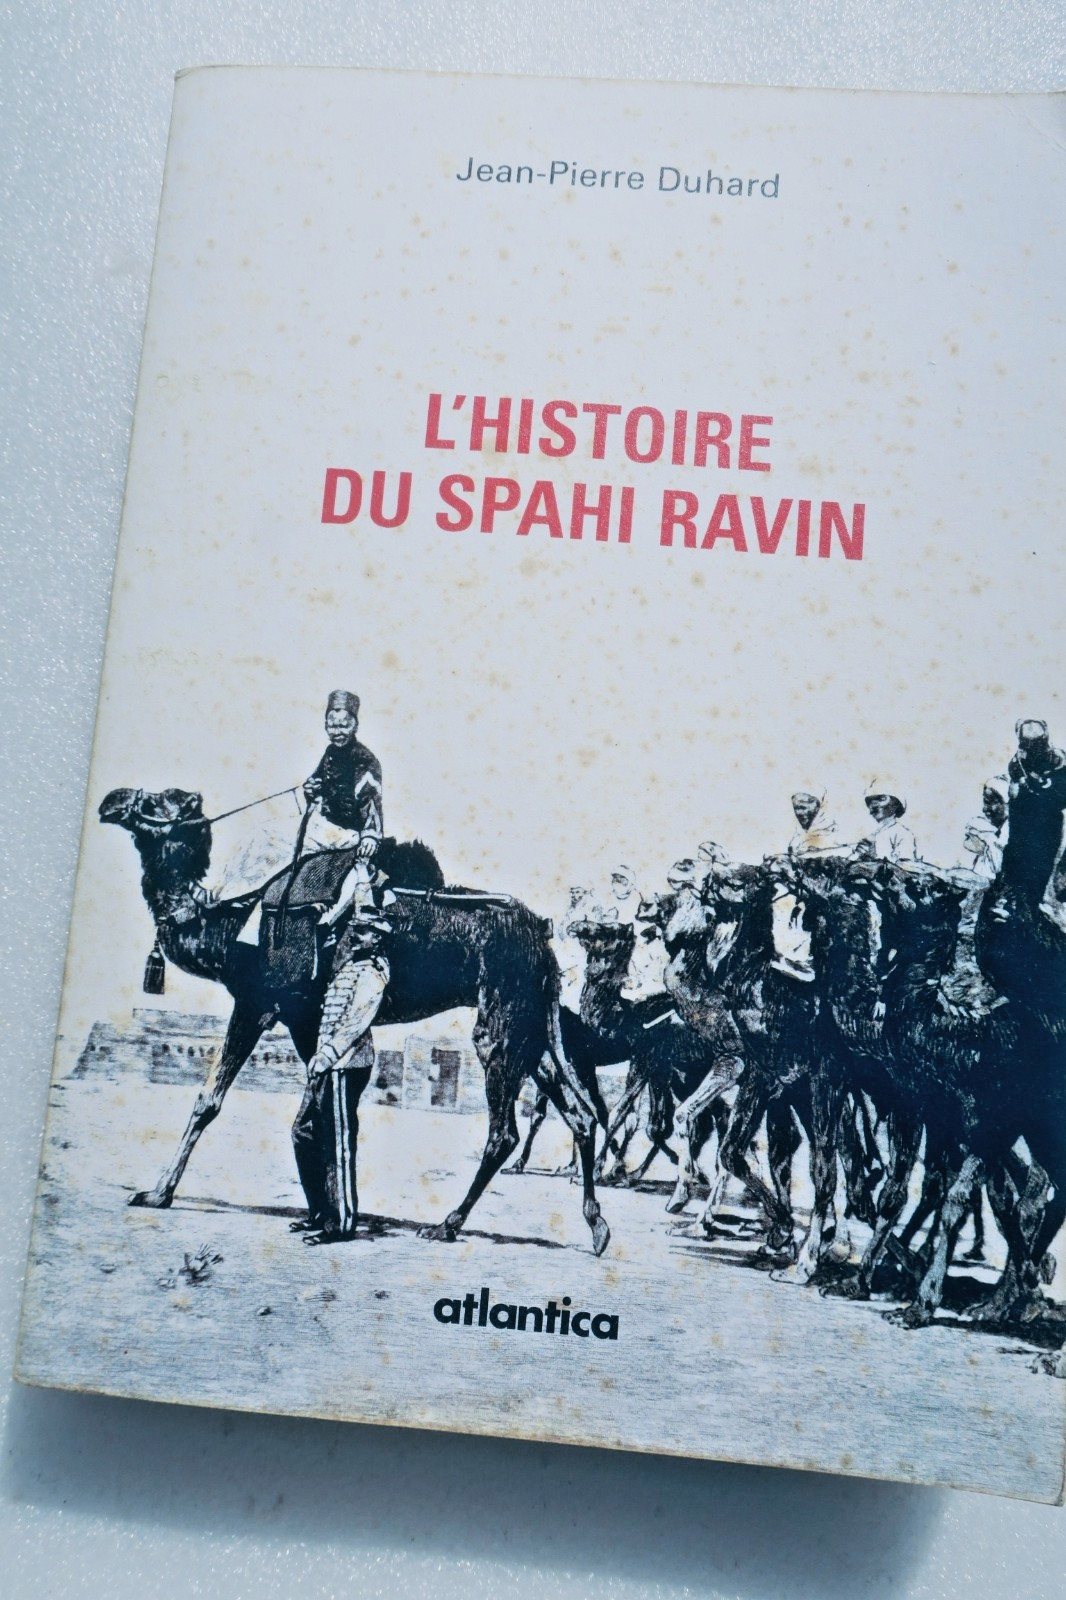 Jean-Pierre Duhard
L'HISTOIRE
DU SPAHI RAVIN
atlantica